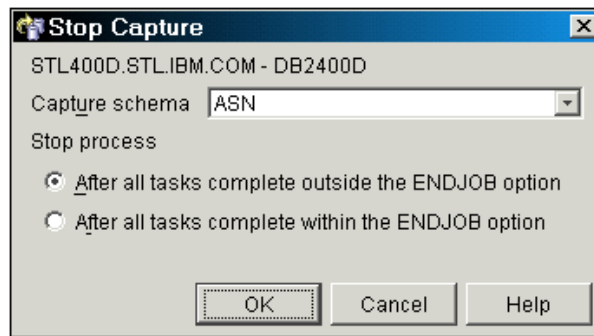 Stop Capture
STL400D.STL.IBM.COM - DB2400D
Capture schema ASN
Stop process
After all tasks complete outside the ENDJOB option
After all tasks complete within the ENDJOB option
OK Cancel Help